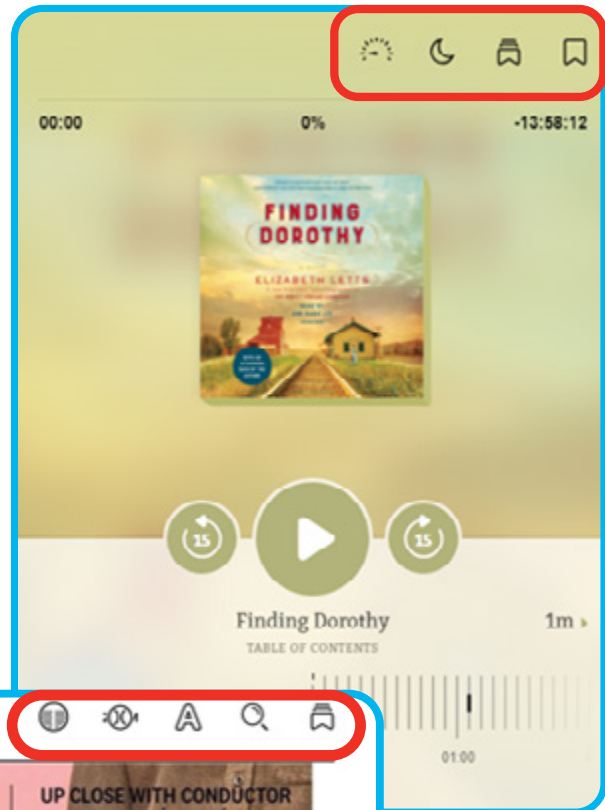 00:00 0% -13:58:12
FINDING
DOROTHY
ELIZABETH LETTS
15 15
Finding Dorothy 1m
TABLE OF CONTENTS
A
01:00
UP CLOSE WITH CONDUCTOR